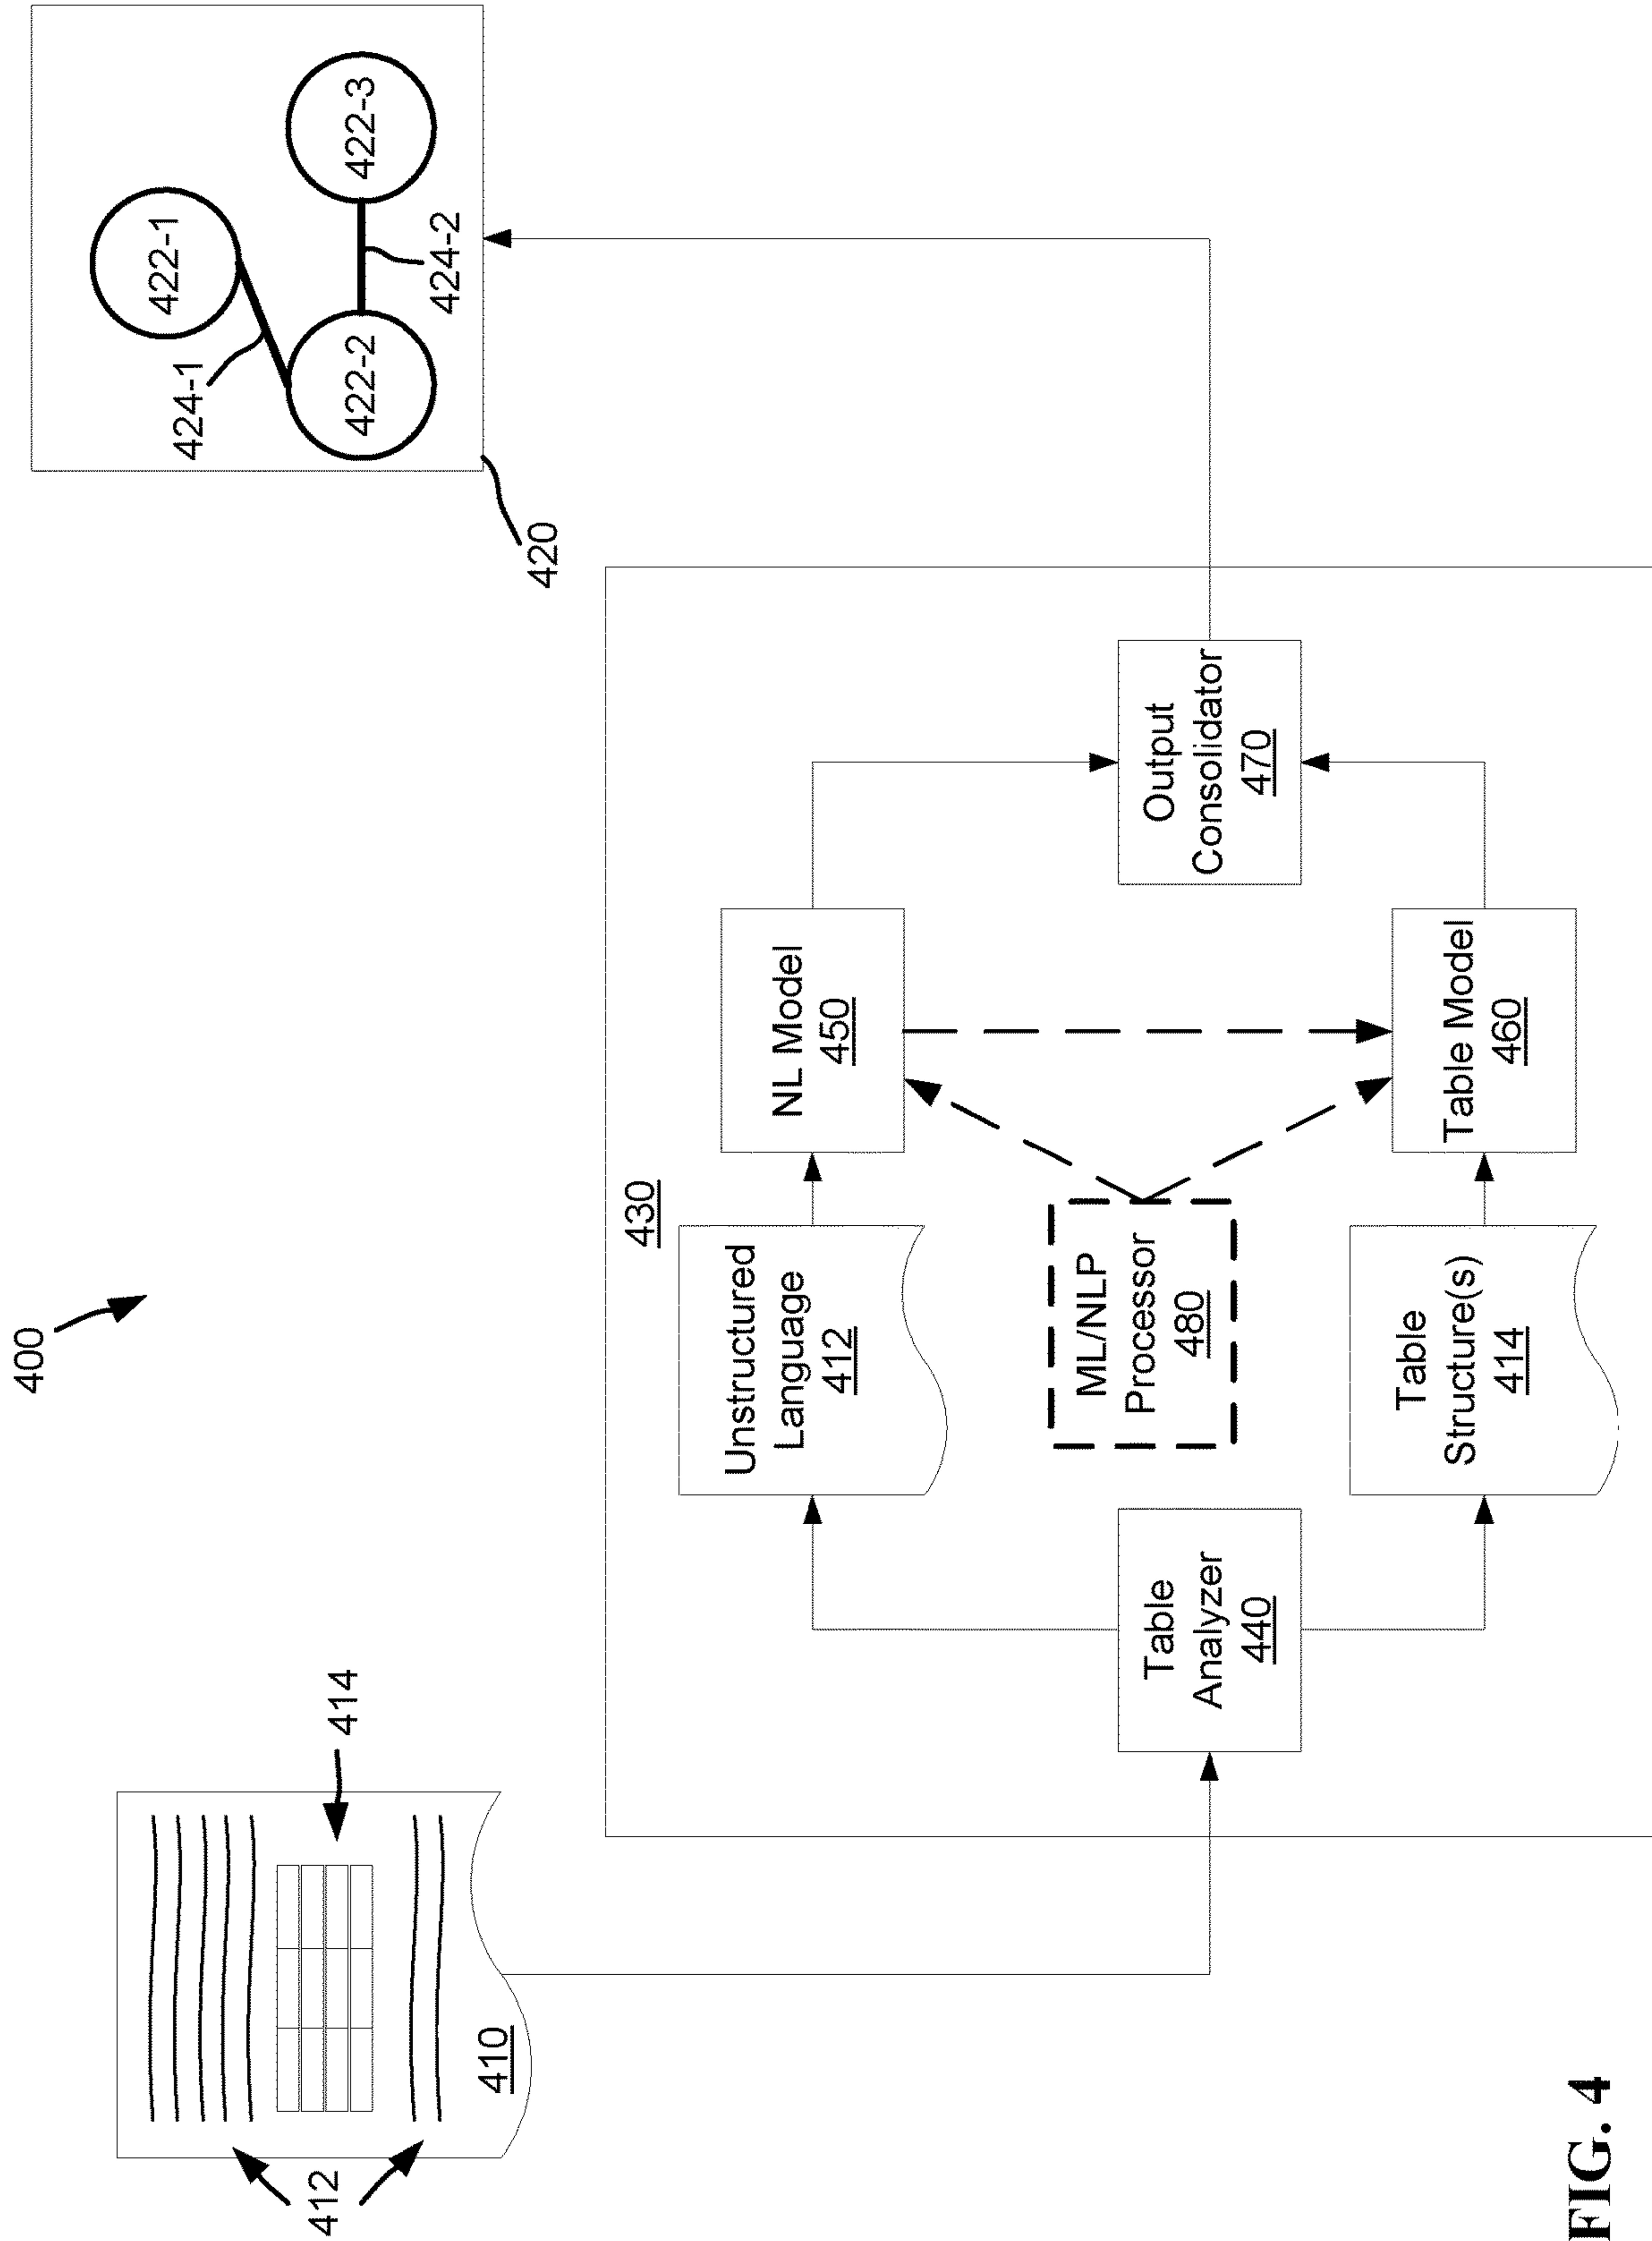 400
412
414
410
424-1
422-1
422-2
424-2
422-3
420
430
Unstructured
Language
412
NL Model
450
Table
Analyzer
440
ML/NLP
Processor
480
Output
Consolidator
470
Table
Structure(s)
414
Table Model
460
FIG. 4